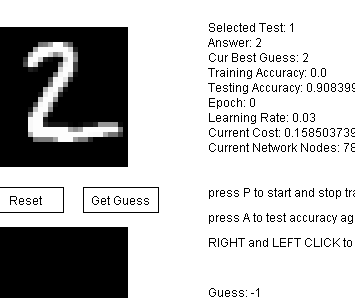 2
Selected Test: 1
Answer: 2
Cur Best Guess: 2
Training Accuracy: 0.0
Testing Accuracy: 0.908399
Epoch: 0
Learning Rate: 0.03
Current Cost: 0.158503739
Current Network Nodes: 78
Reset
Get Guess
press P to start and stop tra
press A to test accuracy ag
RIGHT and LEFT CLICK to
Guess: -1